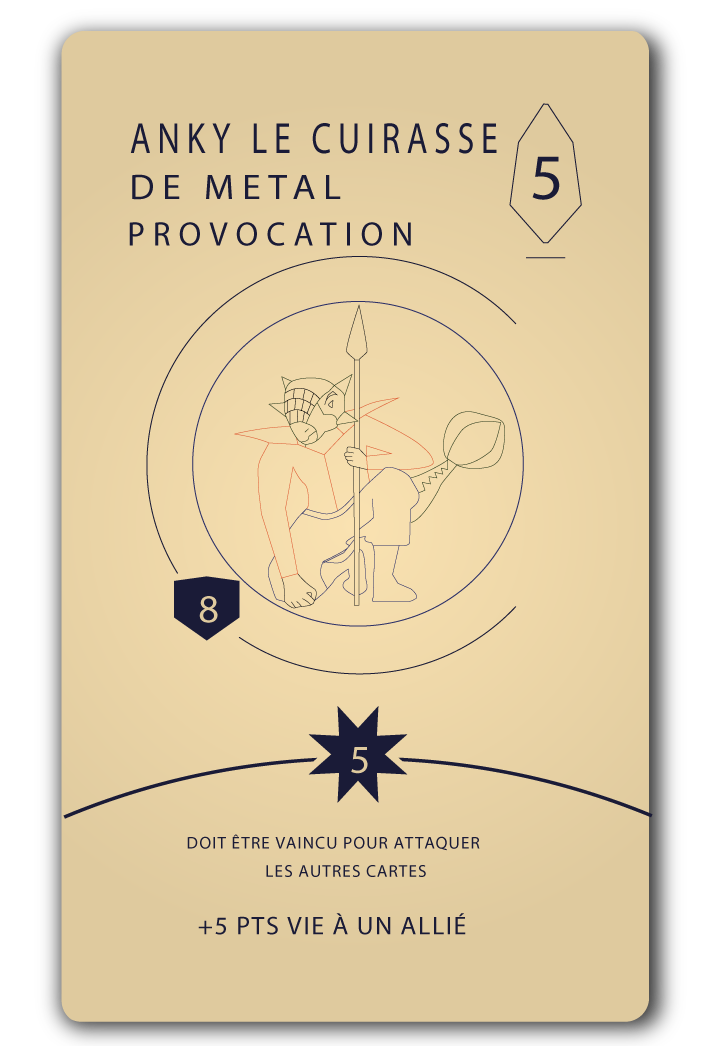 ANKY LE CUIRASSE
5
DE METAL
PROVOCATION
8
5
DOIT ÊTRE VAINCU POUR ATTAQUER
LES AUTRES CARTES
+5 PTS VIE À UN ALLIÉ